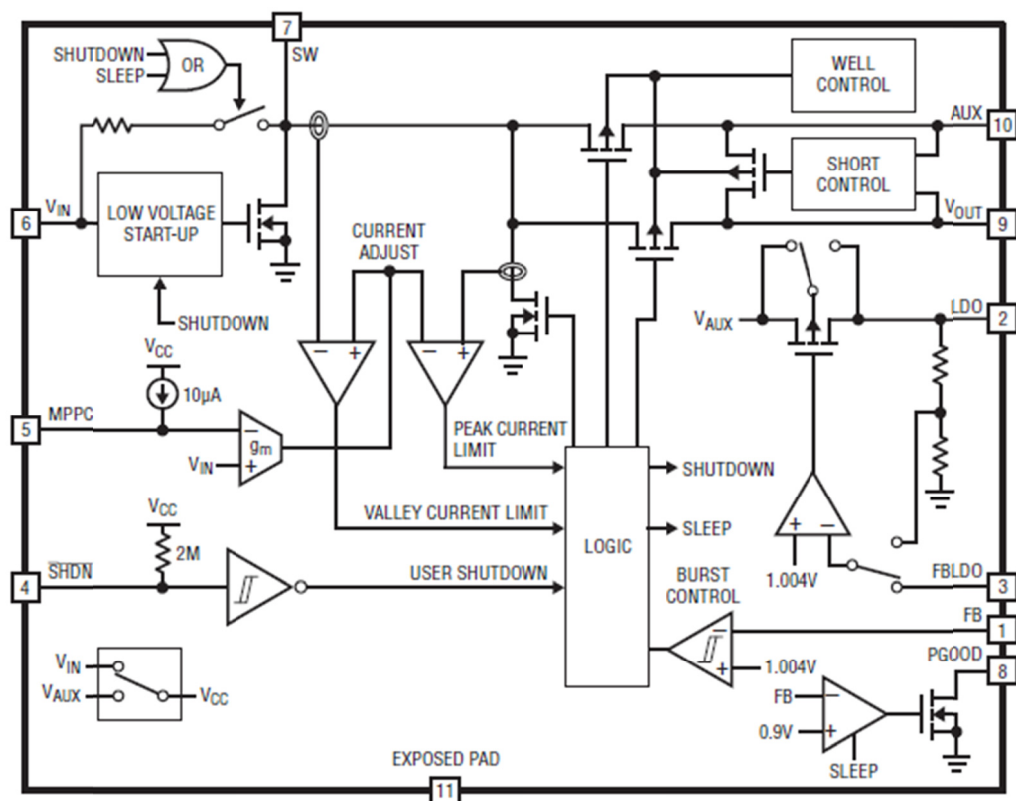 7
SW
SHUTDOWN
SLEEP
OR
WELL
CONTROL
AUX
10
SHORT
CONTROL
VOUT
9
VIN
6
LOW VOLTAGE
START-UP
CURRENT
ADJUST
SHUTDOWN
VAUX
LDO
2
VCC
10µA
MPPC
5
− gm
VIN +
− +
− +
PEAK CURRENT
LIMIT
SHUTDOWN
VALLEY CURRENT LIMIT
LOGIC
SLEEP
+ −
1.004V
VCC
2M
SHDN
4
USER SHUTDOWN
BURST
CONTROL
FBLDO
3
FB
1
−
+
1.004V
PGOOD
8
VIN
VAUX
VCC
FB −
0.9V +
SLEEP
EXPOSED PAD
11